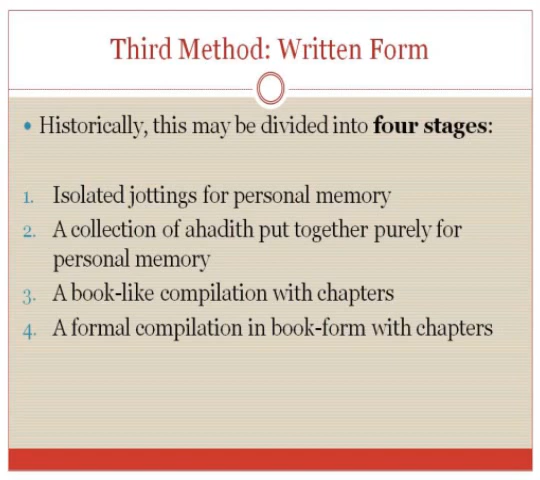 Third Method: Written Form
• Historically, this may be divided into four stages:
1. Isolated jottings for personal memory
2. A collection of ahadith put together purely for
personal memory
3. A book-like compilation with chapters
4. A formal compilation in book-form with chapters